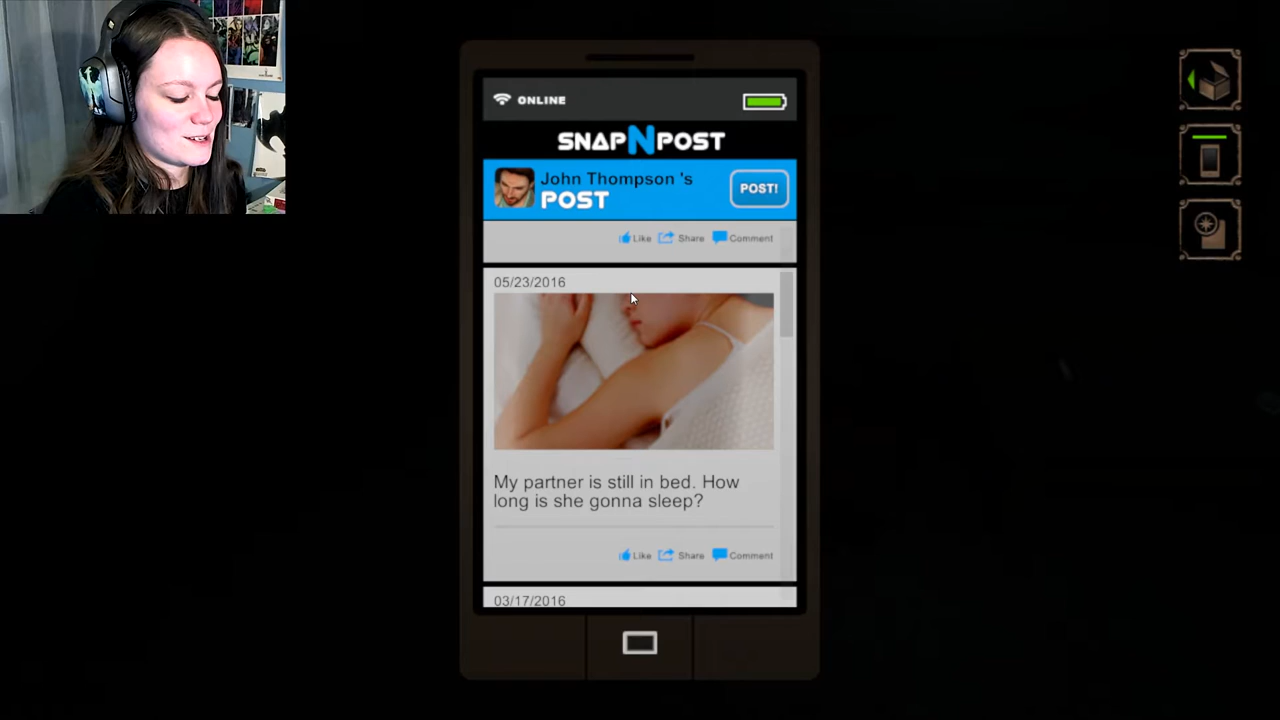 ONLINE
SNAPNPOST
John Thompson 's
POST
POST!
Like Share Comment
05/23/2016
My partner is still in bed. How
long is she gonna sleep?
Like Share Comment
03/17/2016